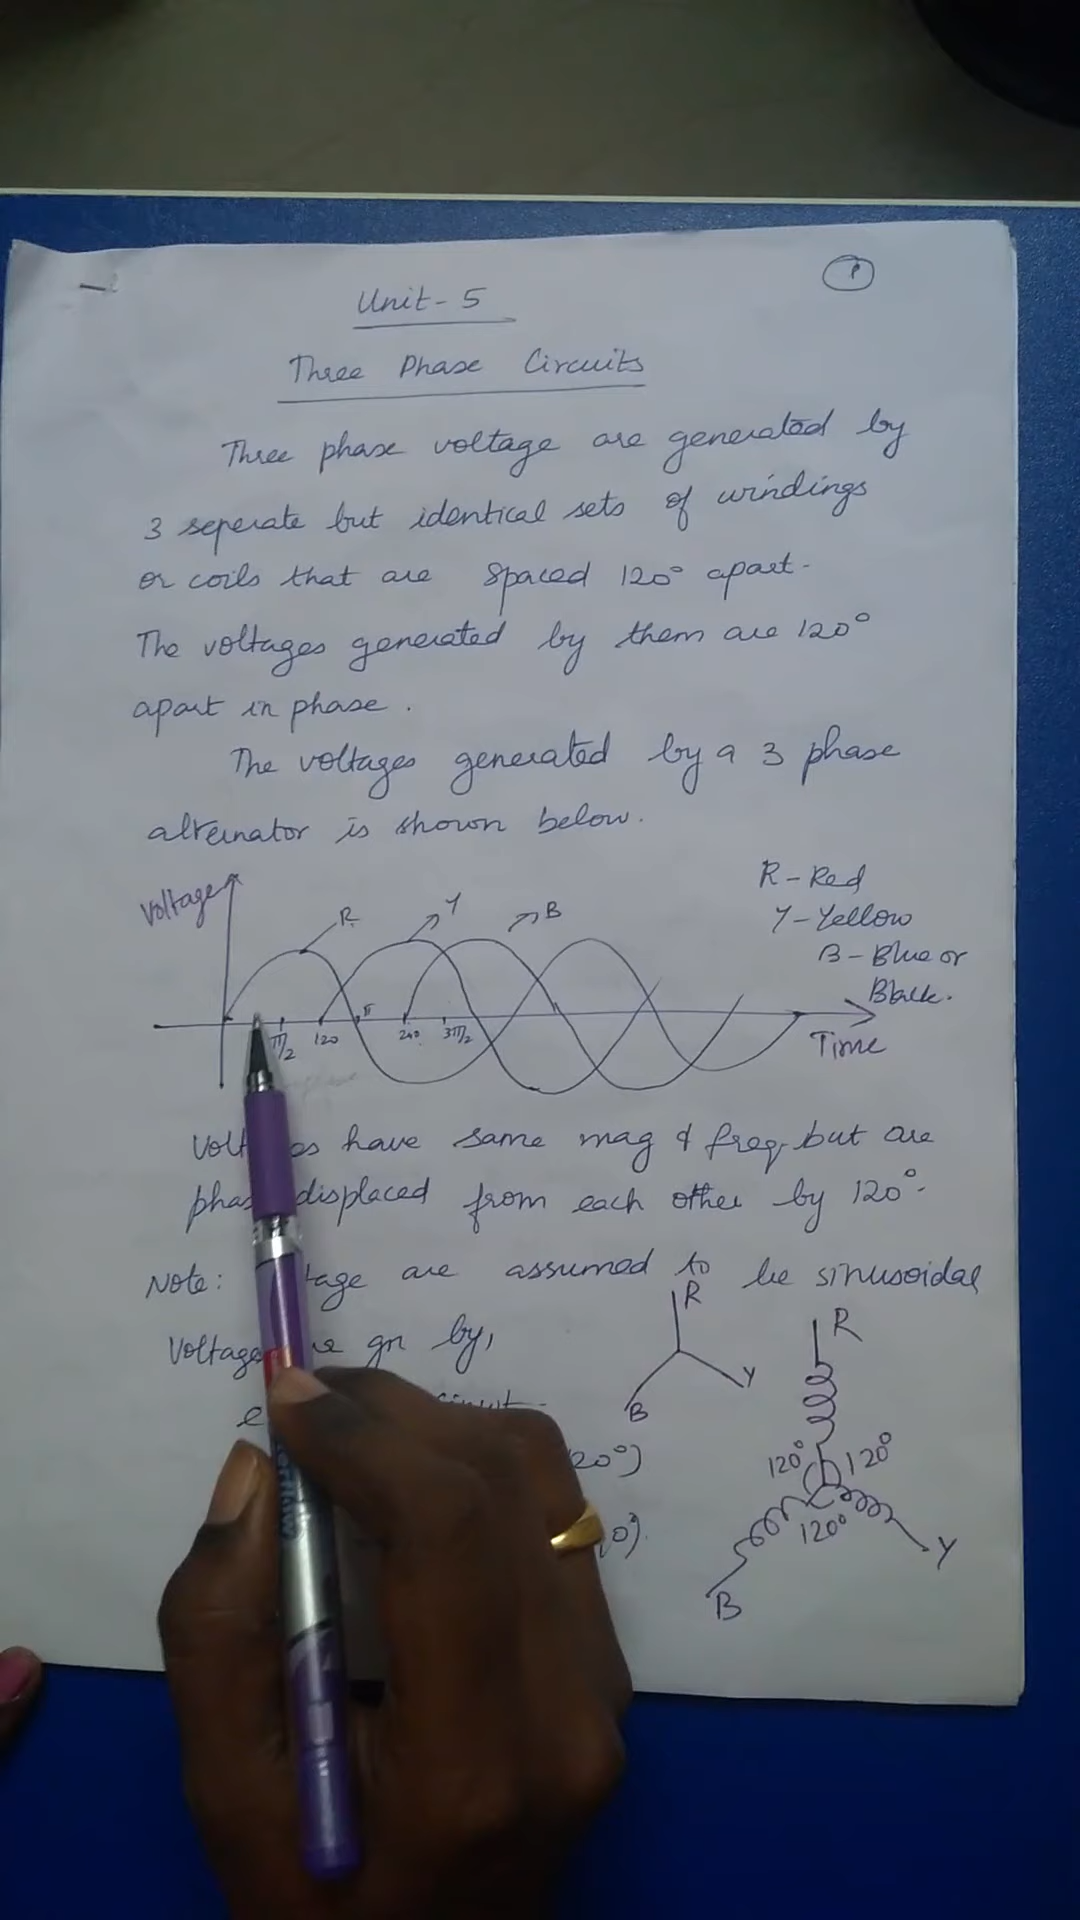 1
Unit-5
Three Phase Circuits
Three phase voltage are generated by
3 seperate but identical sets of windings
or coils that are spaced 120° apart.
The voltages generated by them are 120°
apart in phase.
The voltages generated by a 3 phase
alternator is shown below.
Voltage
R
Y
B
R-Red
Y-Yellow
B-Blue or
Black.
π/2 120 π 240 3π/2
Time
have same mag & freq. but are
displaced from each other by 120°.
Note: are assumed to be sinusoidal
gn by,
R
Y
B
R
120° 120°
120°
Y
B